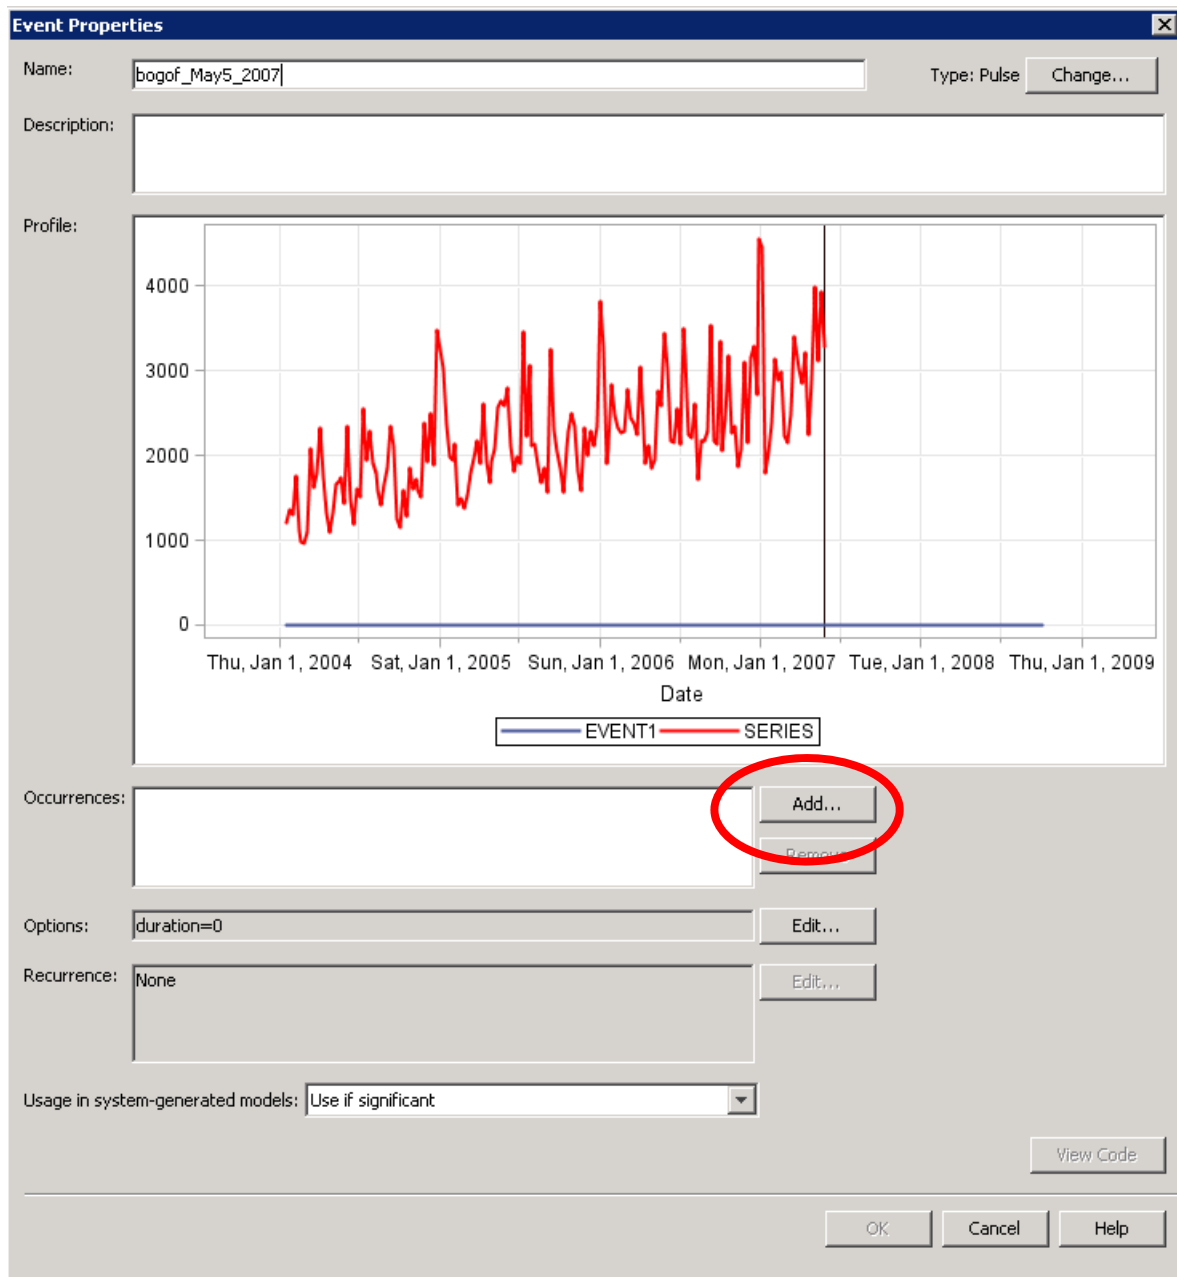 Event Properties
Name: bogof_May5_2007 Type: Pulse Change...
Description:
Profile:
4000
3000
2000
1000
0
Thu, Jan 1, 2004 Sat, Jan 1, 2005 Sun, Jan 1, 2006 Mon, Jan 1, 2007 Tue, Jan 1, 2008 Thu, Jan 1, 2009
Date
EVENT1 SERIES
Occurrences: Add...
Remove
Options: duration=0 Edit...
Recurrence: None Edit...
Usage in system-generated models: Use if significant
View Code
OK Cancel Help